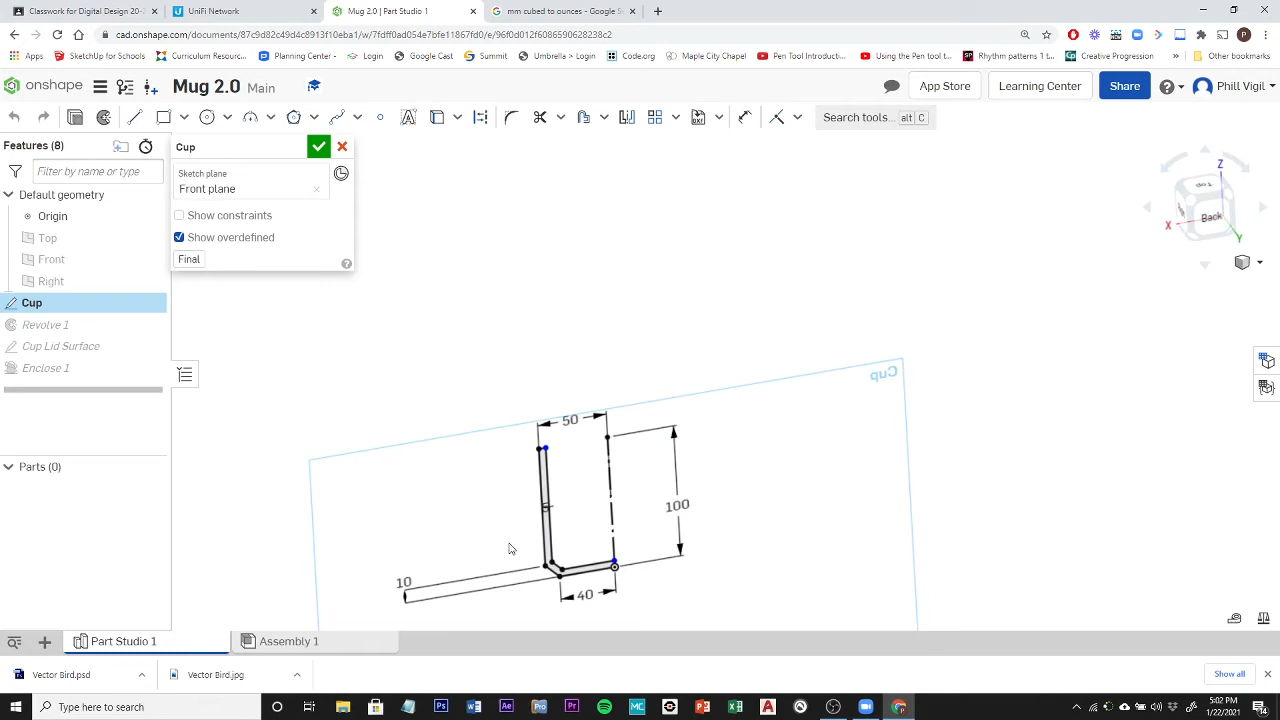 Classwork for Digital Design 20-2
UniFi Network
Mug 2.0 | Part Studio 1
mm cubed to ounces - Google Se
cad.onshape.com/documents/87c9d82c49d4c8913f10eba1/w/7fdff0ad054e7bfe11867fcf/e/96f0d012f6086590628238c2
Apps
SketchUp for Schools
Curriculum Resourc...
Planning Center
Login
Google Cast
Summit
Umbrella & Login
Code.org
Maple City Chapel
Pen Tool Introducti...
Using the Pen tool -...
Rhythm patterns 1 t...
Creative Progression
Other bookmarks
onshape
Mug 2.0 Main
App Store
Learning Center
Share
Phill Vigil
Search tools... alt C
Features (8)
Filter by name or type
Default geometry
Origin
Top
Front
Right
Cup
Revolve 1
Cup Lid Surface
Enclose 1
Parts (0)
Cup
Sketch plane
Front plane
Show constraints
Show overdefined
Final
Z
Top
Back
X
Y
Cup
50
100
5
10
40
Part Studio 1
Assembly 1
Vector Bird.psd
Vector Bird.jpg
Show all
Type here to search
5:02 PM
1/22/2021